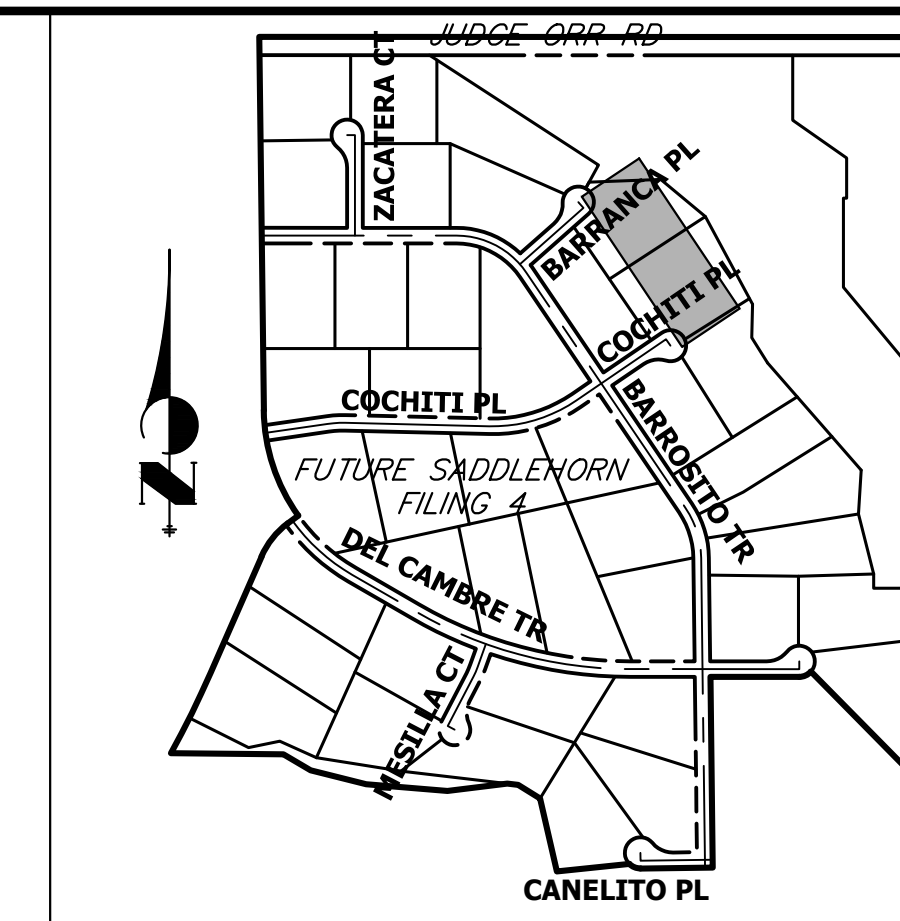 JUDGE ORR RD
ZACATERA CT
BARRANCA PL
COCHITI PL
COCHITI PL
BARROSITO TR
FUTURE SADDLEHORN
FILING 4
DEL CAMBRE TR
MESILLA CT
N
CANELITO PL